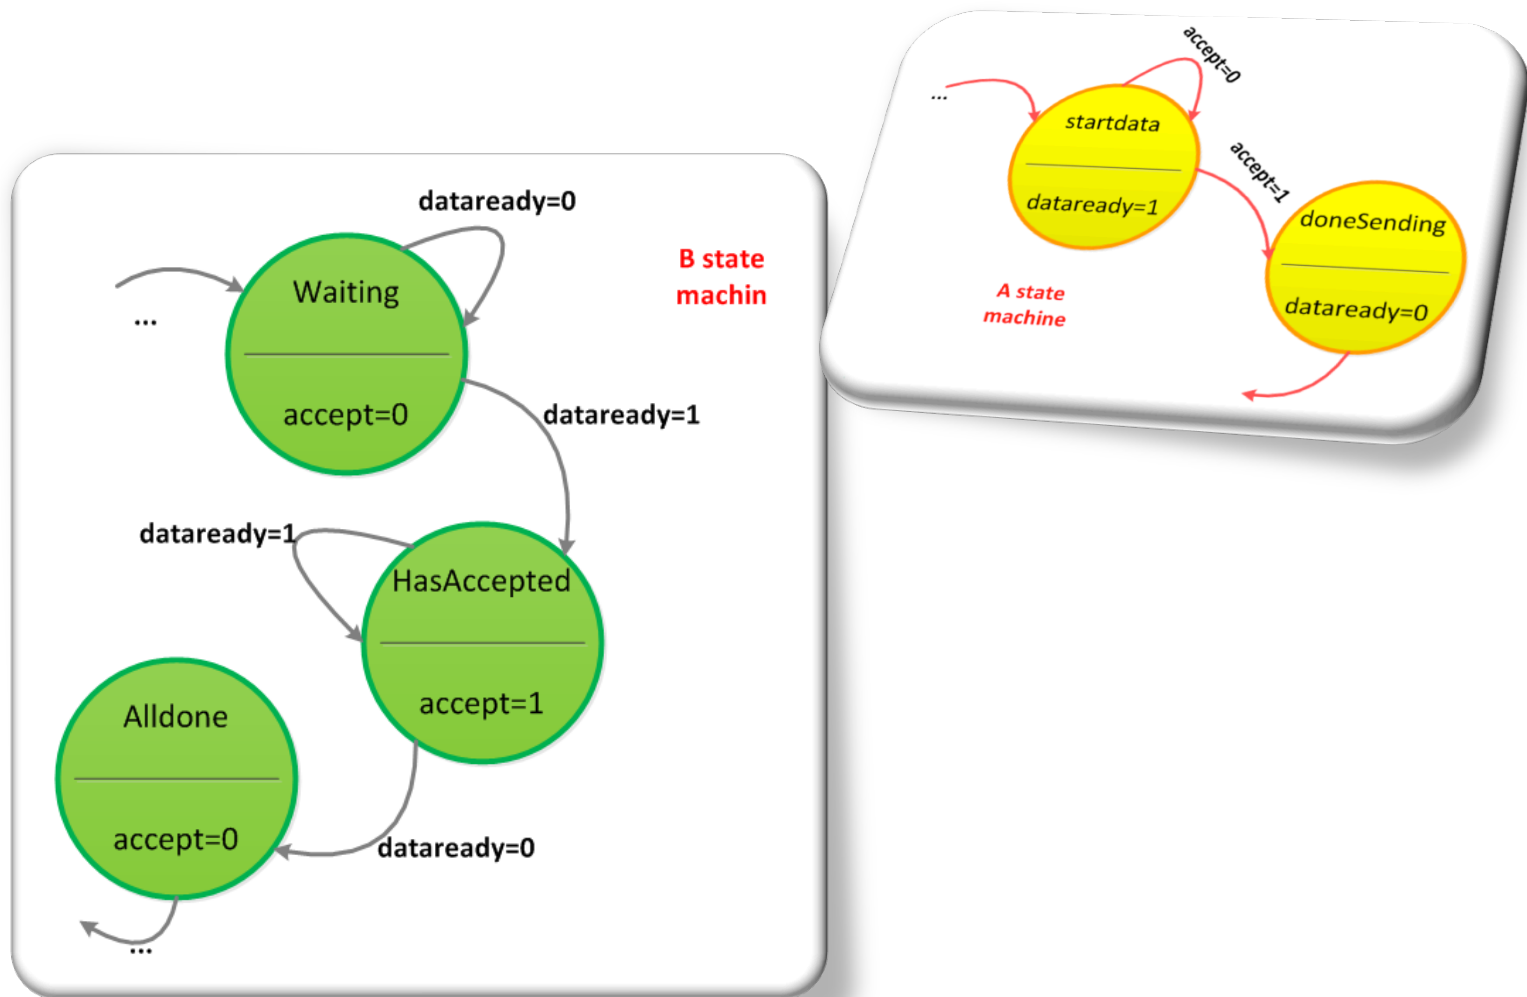 dataready=0
B state
machin
Waiting
...
accept=0
dataready=1
dataready=1
HasAccepted
accept=1
Alldone
accept=0
dataready=0
...
accept=0
...
startdata
dataready=1
accept=1
doneSending
dataready=0
A state
machine